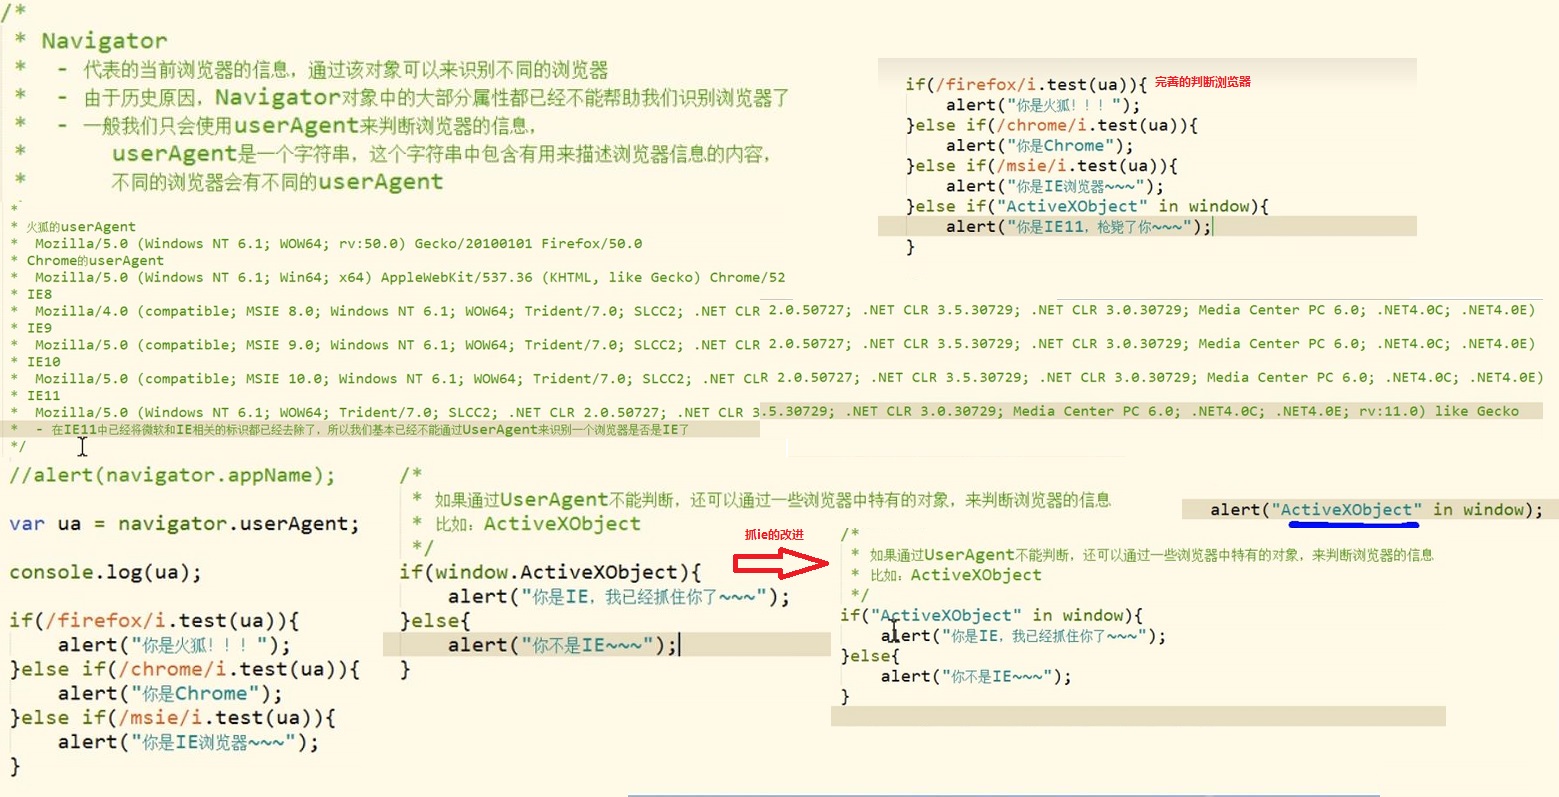 /*
* Navigator
* - 代表的当前浏览器的信息，通过该对象可以来识别不同的浏览器
* - 由于历史原因，Navigator对象中的大部分属性都已经不能帮助我们识别浏览器了
* - 一般我们只会使用userAgent来判断浏览器的信息，
* userAgent是一个字符串，这个字符串中包含有用来描述浏览器信息的内容，
* 不同的浏览器会有不同的userAgent
*
* 火狐的userAgent
* Mozilla/5.0 (Windows NT 6.1; WOW64; rv:50.0) Gecko/20100101 Firefox/50.0
* Chrome的userAgent
* Mozilla/5.0 (Windows NT 6.1; Win64; x64) AppleWebKit/537.36 (KHTML, like Gecko) Chrome/52
* IE8
* Mozilla/4.0 (compatible; MSIE 8.0; Windows NT 6.1; WOW64; Trident/7.0; SLCC2; .NET CLR 2.0.50727; .NET CLR 3.5.30729; .NET CLR 3.0.30729; Media Center PC 6.0; .NET4.0C; .NET4.0E)
* IE9
* Mozilla/5.0 (compatible; MSIE 9.0; Windows NT 6.1; WOW64; Trident/7.0; SLCC2; .NET CLR 2.0.50727; .NET CLR 3.5.30729; .NET CLR 3.0.30729; Media Center PC 6.0; .NET4.0C; .NET4.0E)
* IE10
* Mozilla/5.0 (compatible; MSIE 10.0; Windows NT 6.1; WOW64; Trident/7.0; SLCC2; .NET CLR 2.0.50727; .NET CLR 3.5.30729; .NET CLR 3.0.30729; Media Center PC 6.0; .NET4.0C; .NET4.0E)
* IE11
* Mozilla/5.0 (Windows NT 6.1; WOW64; Trident/7.0; SLCC2; .NET CLR 2.0.50727; .NET CLR 3.5.30729; .NET CLR 3.0.30729; Media Center PC 6.0; .NET4.0C; .NET4.0E; rv:11.0) like Gecko
* - 在IE11中已经将微软和IE相关的标识都已经去除了，所以我们基本已经不能通过UserAgent来识别一个浏览器是否是IE了
*/
if(/firefox/i.test(ua)){ 完善的判断浏览器
alert("你是火狐！！！");
}else if(/chrome/i.test(ua)){
alert("你是Chrome");
}else if(/msie/i.test(ua)){
alert("你是IE浏览器~~~");
}else if("ActiveXObject" in window){
alert("你是IE11，枪毙了你~~~");
}
//alert(navigator.appName);
var ua = navigator.userAgent;
console.log(ua);
if(/firefox/i.test(ua)){
alert("你是火狐！！！");
}else if(/chrome/i.test(ua)){
alert("你是Chrome");
}else if(/msie/i.test(ua)){
alert("你是IE浏览器~~~");
}
/*
* 如果通过UserAgent不能判断，还可以通过一些浏览器中特有的对象，来判断浏览器的信息
* 比如：ActiveXObject
*/
if(window.ActiveXObject){
alert("你是IE，我已经抓住你了~~~");
}else{
alert("你不是IE~~~");
}
抓ie的改进
alert("ActiveXObject" in window);
/*
* 如果通过UserAgent不能判断，还可以通过一些浏览器中特有的对象，来判断浏览器的信息
* 比如：ActiveXObject
*/
if("ActiveXObject" in window){
alert("你是IE，我已经抓住你了~~~");
}else{
alert("你不是IE~~~");
}